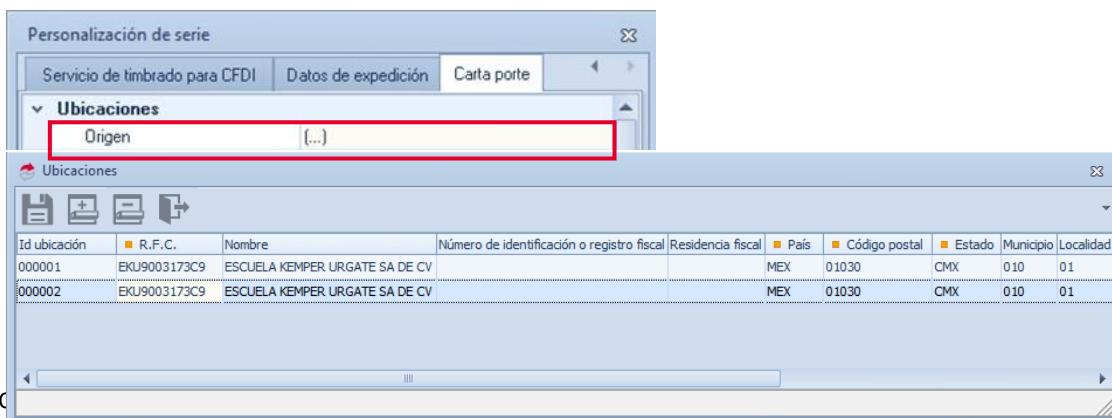 Personalización de serie
Servicio de timbrado para CFDI Datos de expedición Carta porte
Ubicaciones
Origen (...)
Ubicaciones
Id ubicación R.F.C. Nombre Número de identificación o registro fiscal Residencia fiscal País Código postal Estado Municipio Localidad
000001 EKU9003173C9 ESCUELA KEMPER URGATE SA DE CV MEX 01030 CMX 010 01
000002 EKU9003173C9 ESCUELA KEMPER URGATE SA DE CV MEX 01030 CMX 010 01